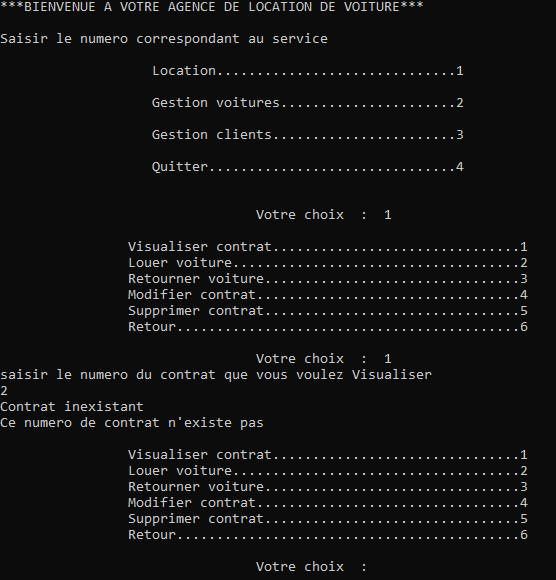 ***BIENVENUE A VOTRE AGENCE DE LOCATION DE VOITURE***
Saisir le numero correspondant au service
Location..............................1
Gestion voitures......................2
Gestion clients.......................3
Quitter...............................4
Votre choix  :  1
Visualiser contrat...............................1
Louer voiture....................................2
Retourner voiture................................3
Modifier contrat.................................4
Supprimer contrat................................5
Retour...........................................6
Votre choix  :  1
saisir le numero du contrat que vous voulez Visualiser
2
Contrat inexistant
Ce numero de contrat n'existe pas
Visualiser contrat...............................1
Louer voiture....................................2
Retourner voiture................................3
Modifier contrat.................................4
Supprimer contrat................................5
Retour...........................................6
Votre choix  :